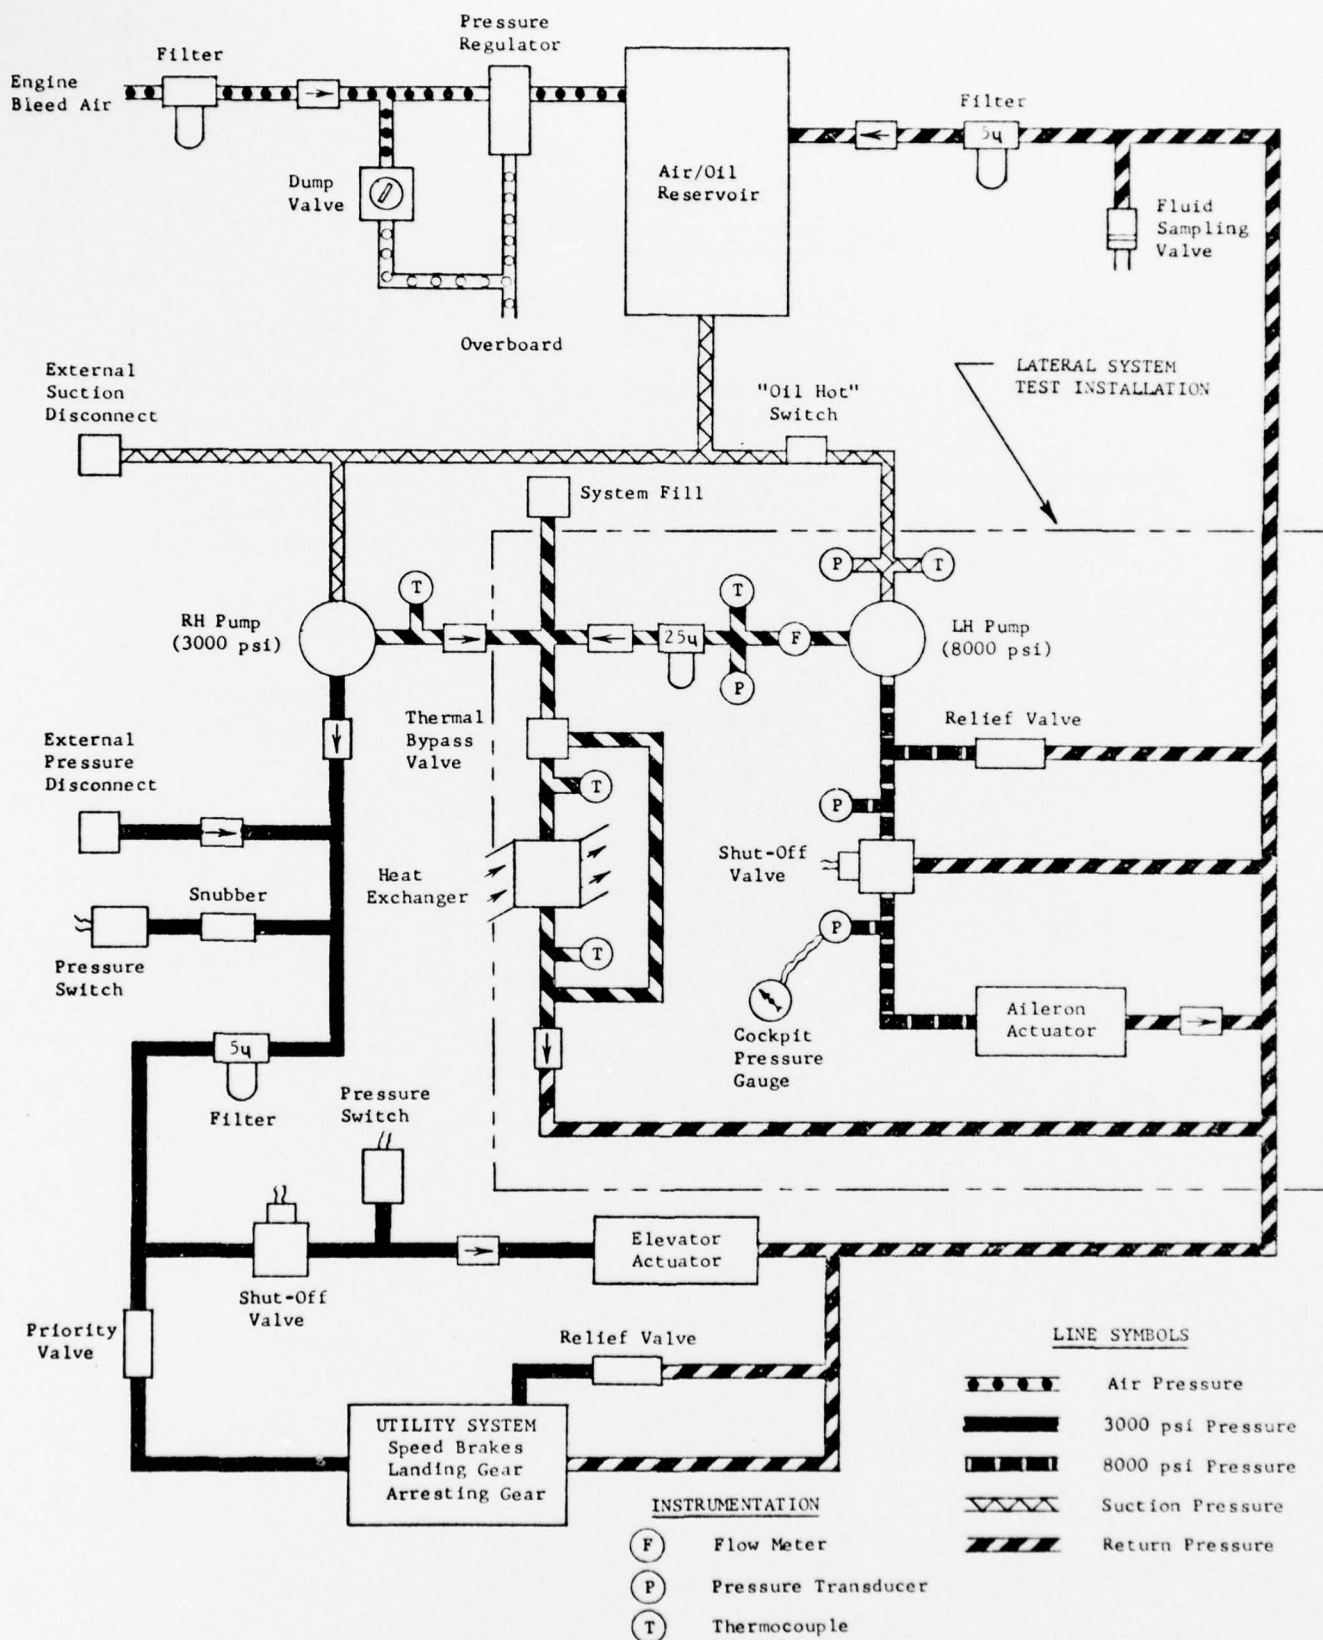 Pressure
Regulator
Filter
Engine
Bleed Air
Filter
5μ
Air/Oil
Reservoir
Dump
Valve
Fluid
Sampling
Valve
Overboard
External
Suction
Disconnect
LATERAL SYSTEM
TEST INSTALLATION
"Oil Hot"
Switch
System Fill
P
T
T
T
RH Pump
(3000 psi)
25μ
F
LH Pump
(8000 psi)
P
Thermal
Bypass
Valve
Relief Valve
External
Pressure
Disconnect
T
P
Shut-Off
Valve
Heat
Exchanger
Snubber
P
Pressure
Switch
T
Aileron
Actuator
Cockpit
Pressure
Gauge
5μ
Filter
Pressure
Switch
Elevator
Actuator
Shut-Off
Valve
Priority
Valve
Relief Valve
LINE SYMBOLS
Air Pressure
3000 psi Pressure
8000 psi Pressure
Suction Pressure
Return Pressure
UTILITY SYSTEM
Speed Brakes
Landing Gear
Arresting Gear
INSTRUMENTATION
F Flow Meter
P Pressure Transducer
T Thermocouple